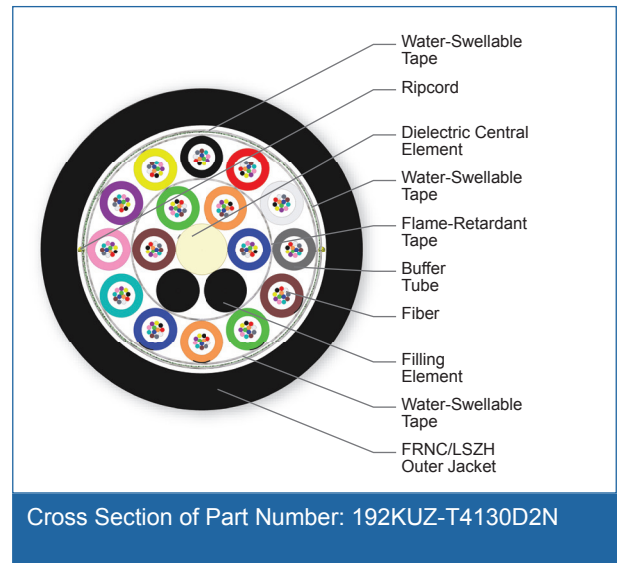 Water-Swellable
Tape
Ripcord
Dielectric Central
Element
Water-Swellable
Tape
Flame-Retardant
Tape
Buffer
Tube
Fiber
Filling
Element
Water-Swellable
Tape
FRNC/LSZH
Outer Jacket
Cross Section of Part Number: 192KUZ-T4130D2N